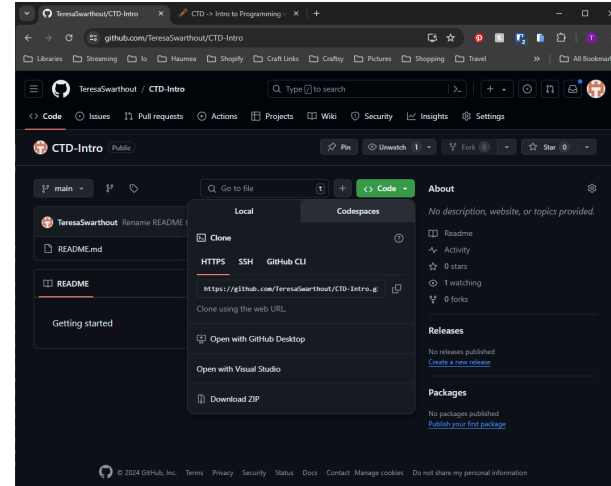 TeresaSwarthout/CTD-Intro
CTD -> Intro to Programming
github.com/TeresaSwarthout/CTD-Intro
Libraries Streaming Io Haumea Shopify Craft Links Craftsy Pictures Shopping Travel » All Bookmar
TeresaSwarthout / CTD-Intro
Type / to search
Code Issues Pull requests Actions Projects Wiki Security Insights Settings
CTD-Intro Public
Pin Unwatch 1 Fork 0 Star 0
main
Go to file t
Code
About
Local Codespaces
No description, website, or topics provided.
TeresaSwarthout Rename README
Clone
Readme
README.md
Activity
HTTPS SSH GitHub CLI
0 stars
README
https://github.com/TeresaSwarthout/CTD-Intro.g
1 watching
Clone using the web URL.
0 forks
Getting started
Open with GitHub Desktop
Releases
No releases published
Open with Visual Studio
Create a new release
Download ZIP
Packages
No packages published
Publish your first package
© 2024 GitHub, Inc. Terms Privacy Security Status Docs Contact Manage cookies Do not share my personal information